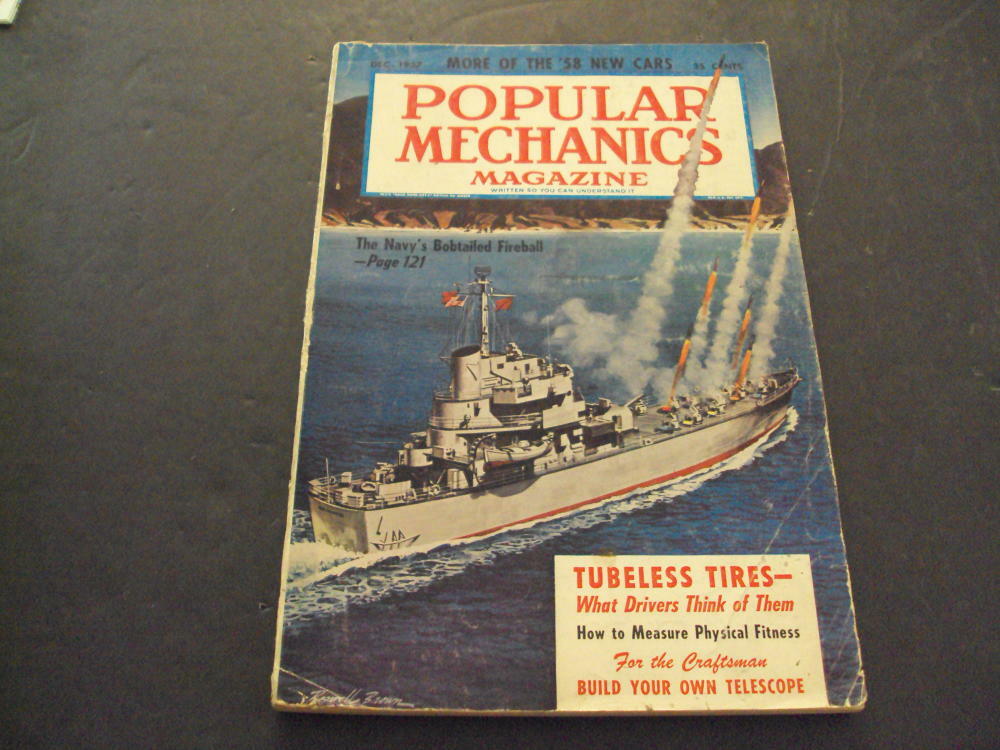 DEC. 1957 MORE OF THE '58 NEW CARS 35 CENTS
POPULAR
MECHANICS
MAGAZINE
WRITTEN SO YOU CAN UNDERSTAND IT
The Navy's Bobtailed Fireball
—Page 121
TUBELESS TIRES—
What Drivers Think of Them
How to Measure Physical Fitness
For the Craftsman
BUILD YOUR OWN TELESCOPE
Brown